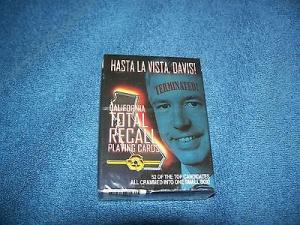 HASTA LA VISTA, DAVIS!
TERMINATED!
CALIFORNIA
TOTAL
RECALL
PLAYING CARDS
52 OF THE TOP CANDIDATES
ALL CRAMMED INTO ONE SMALL BOX!